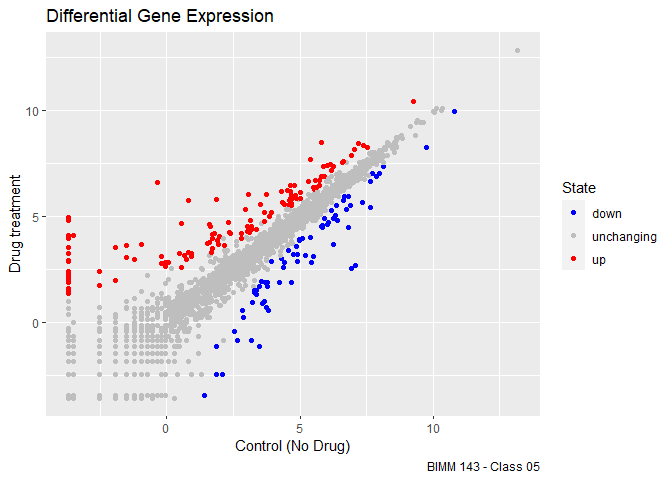 Differential Gene Expression
Drug treatment
10
5
0
0
5
10
Control (No Drug)
State
down
unchanging
up
BIMM 143 - Class 05